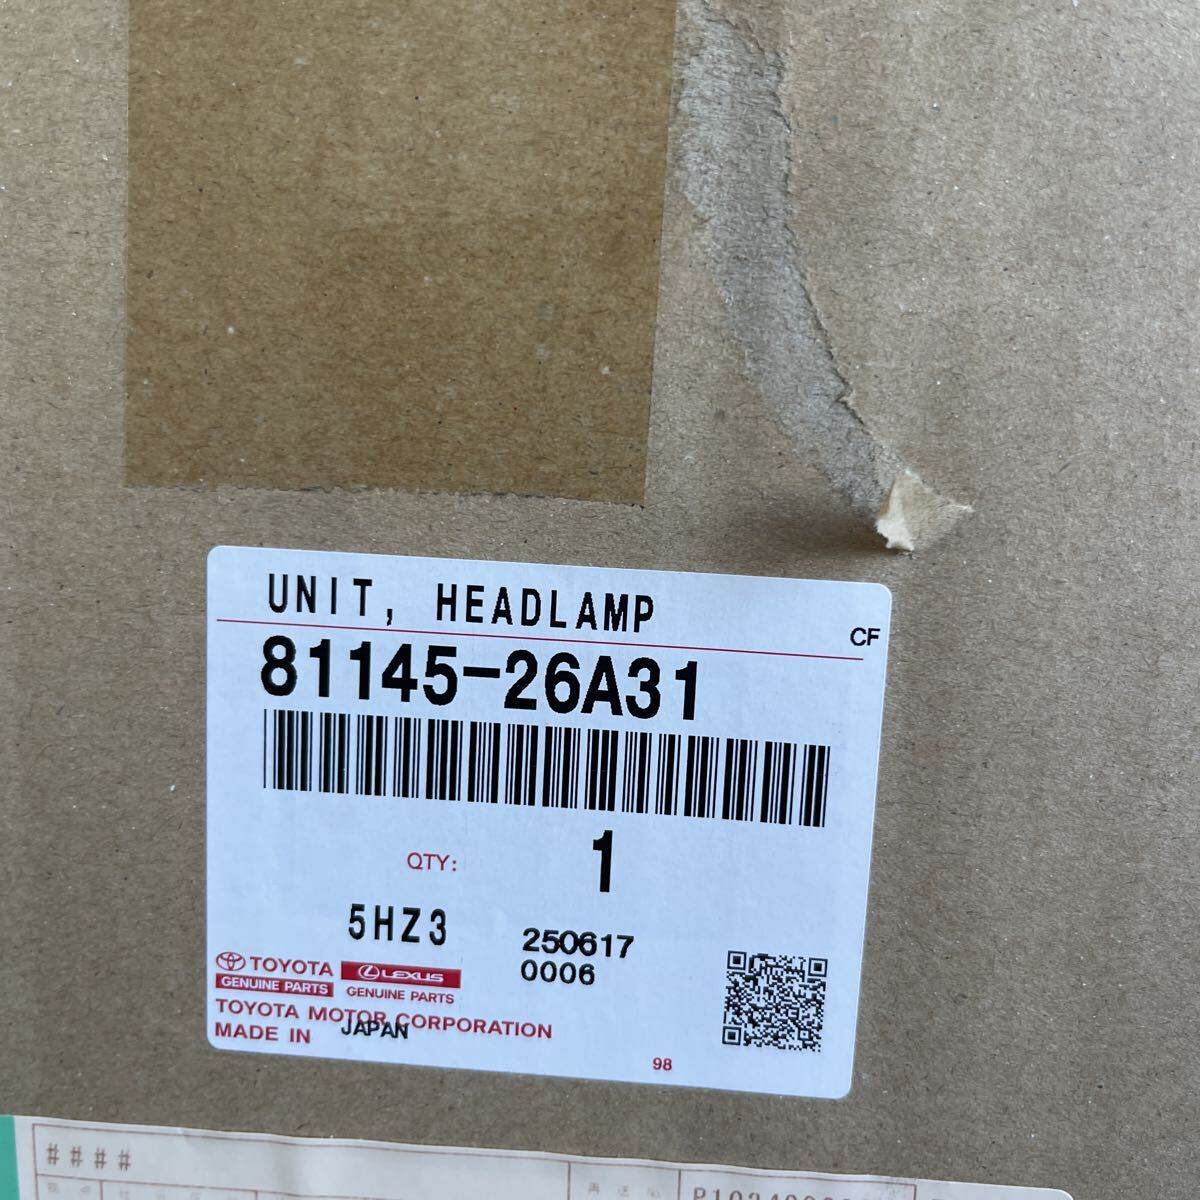 UNIT, HEADLAMP
CF
81145-26A31
QTY: 1
5HZ3
250617
0006
TOYOTA
GENUINE PARTS
LEXUS
GENUINE PARTS
TOYOTA MOTOR CORPORATION
MADE IN JAPAN
98
####